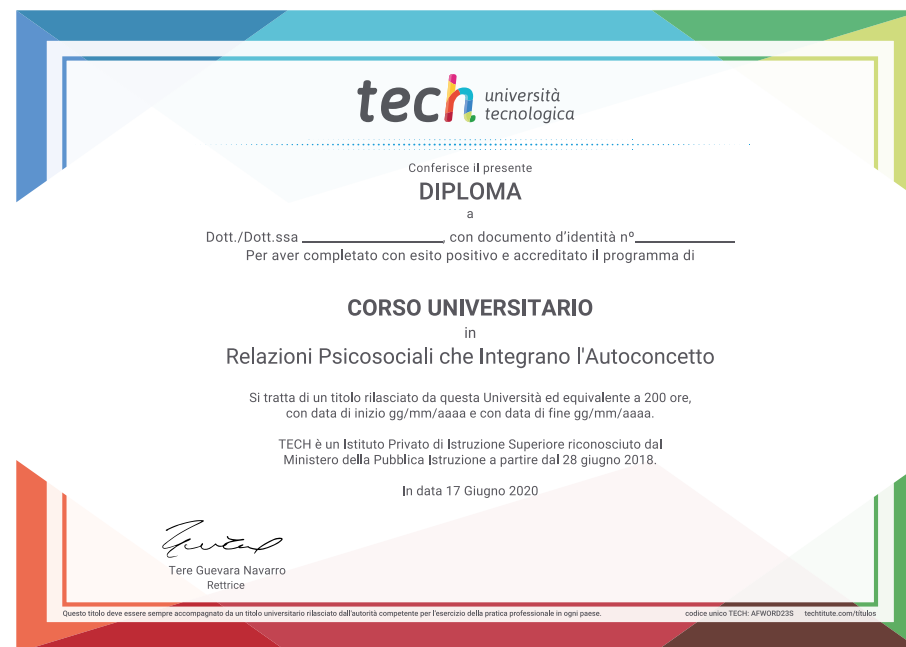 tech università
tecnologica
Conferisce il presente
DIPLOMA
a
Dott./Dott.ssa ____________________, con documento d'identità nº______________
Per aver completato con esito positivo e accreditato il programma di
CORSO UNIVERSITARIO
in
Relazioni Psicosociali che Integrano l'Autoconcetto
Si tratta di un titolo rilasciato da questa Università ed equivalente a 200 ore,
con data di inizio gg/mm/aaaa e con data di fine gg/mm/aaaa.
TECH è un Istituto Privato di Istruzione Superiore riconosciuto dal
Ministero della Pubblica Istruzione a partire dal 28 giugno 2018.
In data 17 Giugno 2020
Tere Guevara Navarro
Rettrice
Questo titolo deve essere sempre accompagnato da un titolo universitario rilasciato dall'autorità competente per l'esercizio della pratica professionale in ogni paese. codice unico TECH: AFWORD23S techtitute.com/títulos